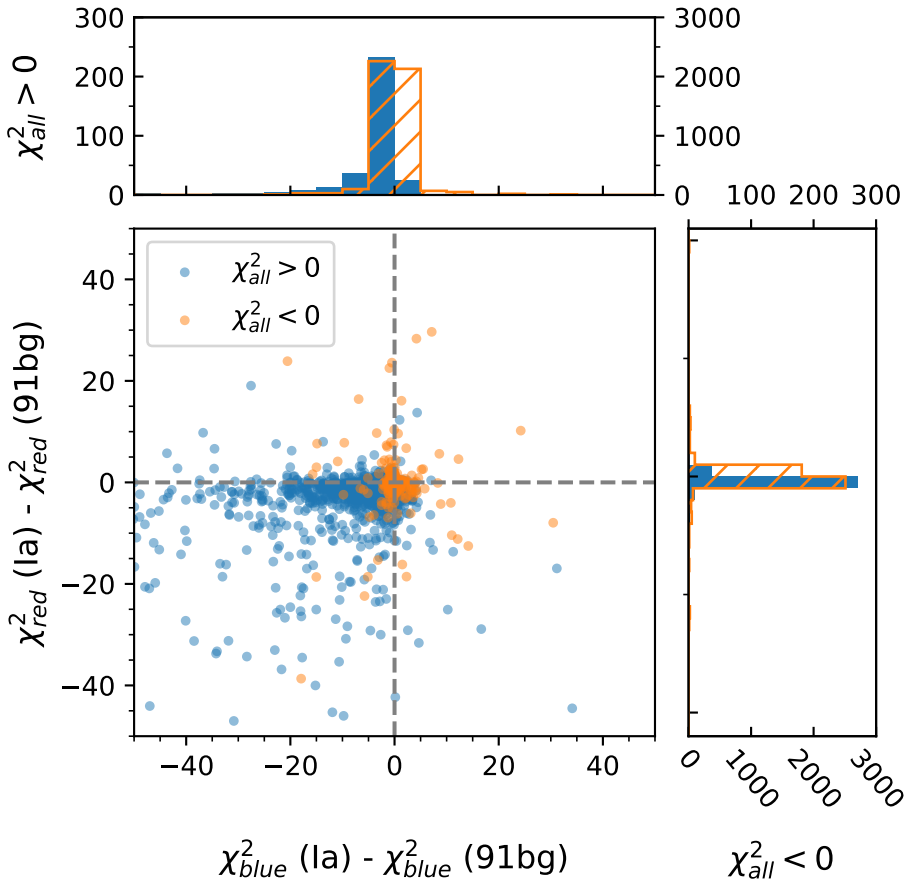 300 3000
200 2000
100 1000
0 0
χ²all > 0
0 100 200 300
χ²all > 0
χ²all < 0
40
20
0
−20
−40
χ²red (Ia) - χ²red (91bg)
−40 −20 0 20 40
0 1000 2000 3000
χ²blue (Ia) - χ²blue (91bg)
χ²all < 0